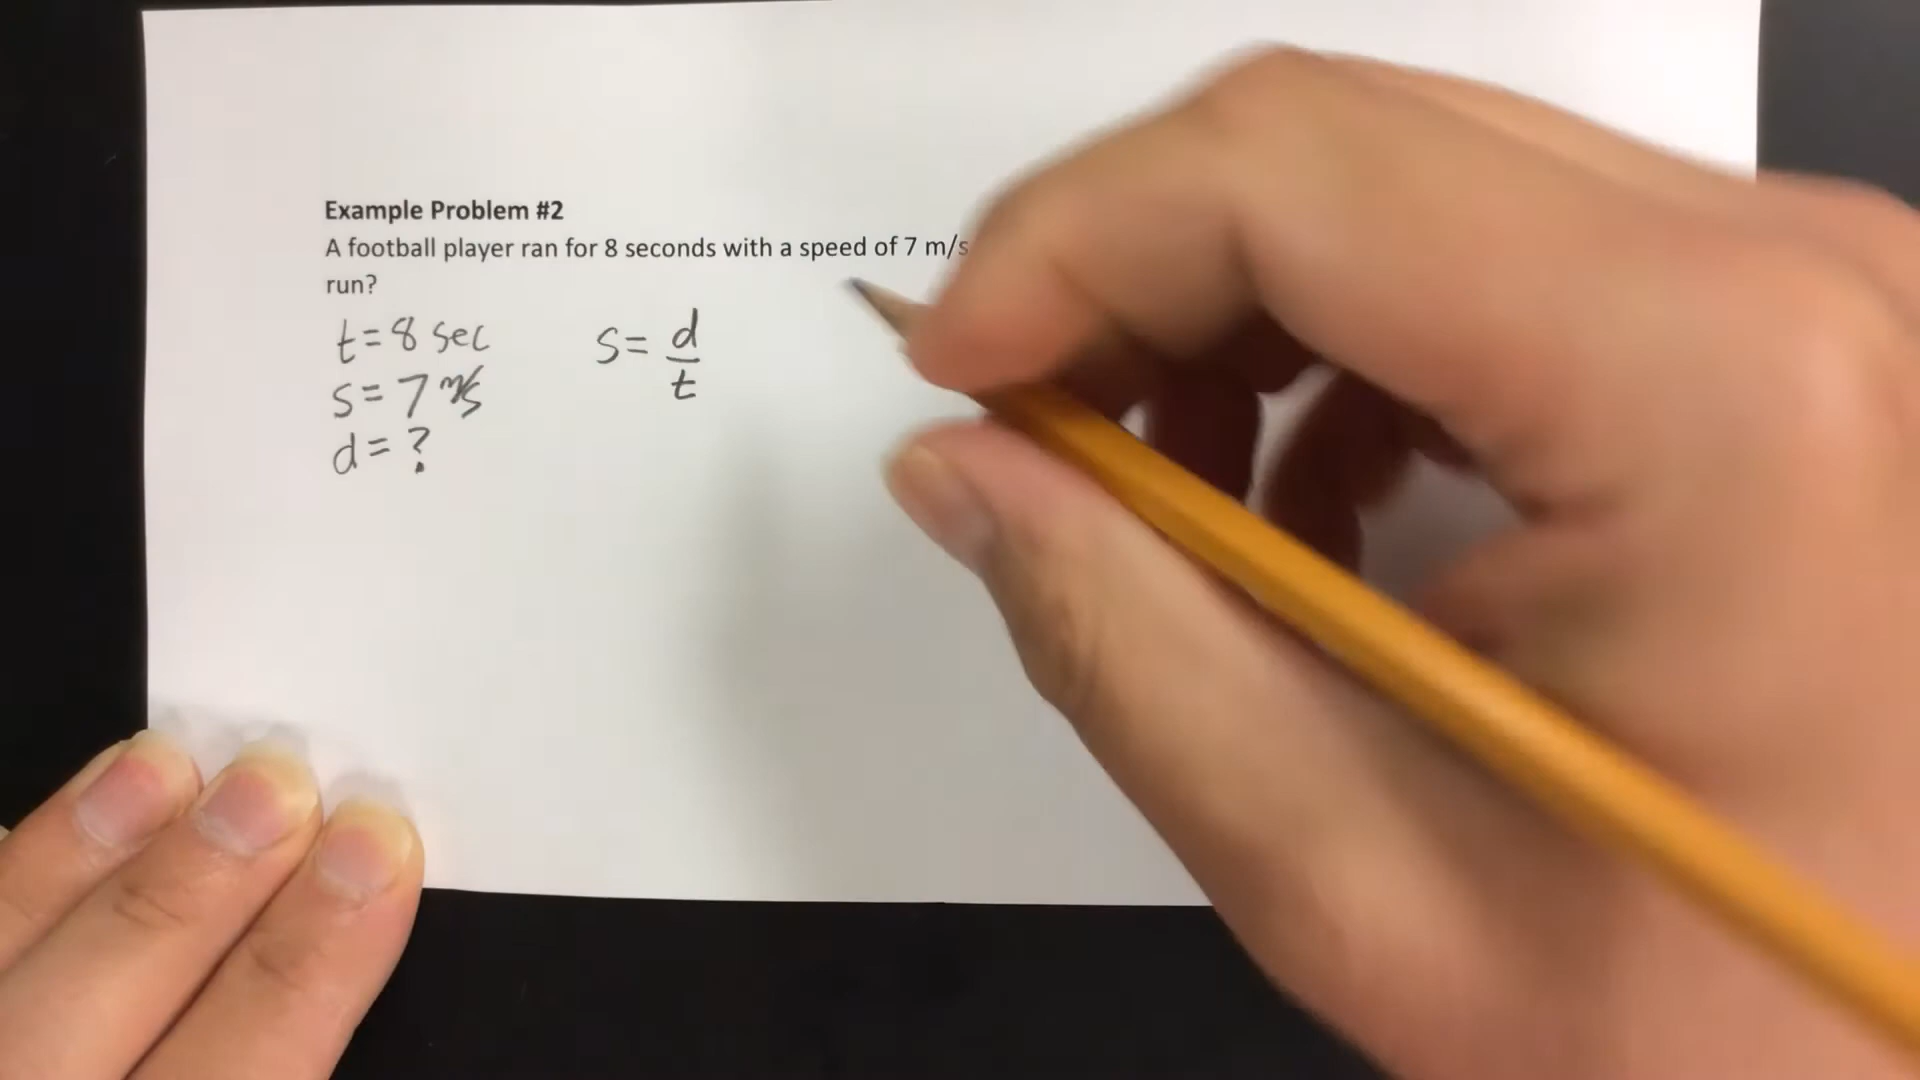 Example Problem #2
A football player ran for 8 seconds with a speed of 7 m/s
run?
t = 8 sec
s = 7 m/s
d = ?
s = d/t